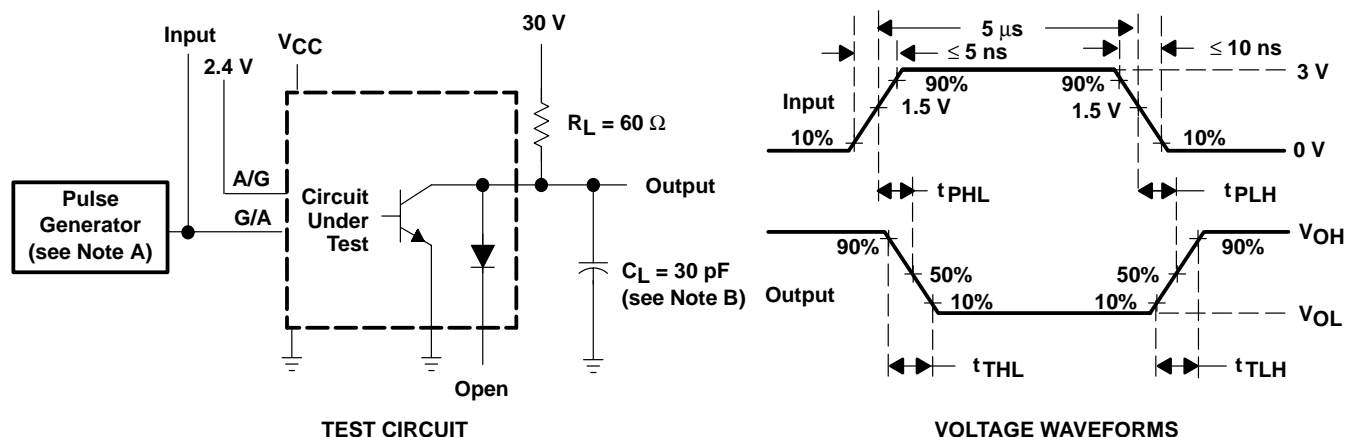 Input
2.4 V
VCC
30 V
RL = 60 Ω
A/G
G/A
Pulse
Generator
(see Note A)
Circuit
Under
Test
Output
CL = 30 pF
(see Note B)
Open
TEST CIRCUIT
5 μs
≤ 5 ns
≤ 10 ns
3 V
90%
90%
Input
1.5 V
1.5 V
10%
10%
0 V
tPHL
tPLH
VOH
90%
90%
50%
50%
Output
10%
10%
VOL
tTHL
tTLH
VOLTAGE WAVEFORMS